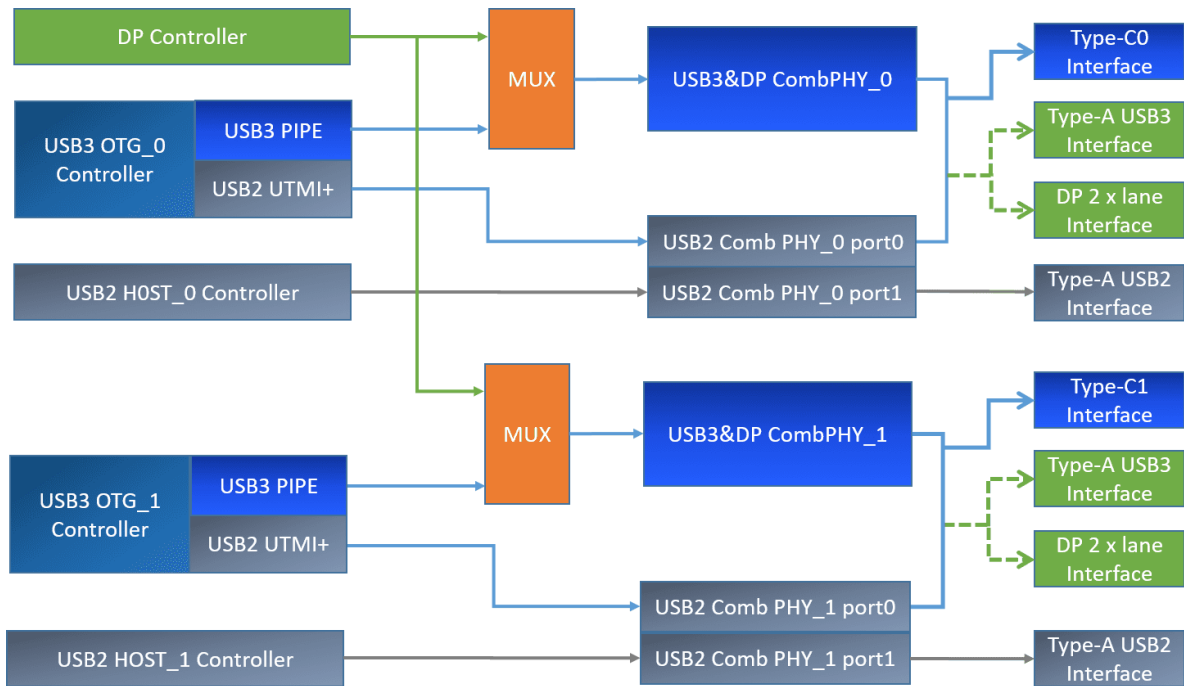 DP Controller
MUX
USB3&DP CombPHY_0
Type-C0
Interface
USB3 OTG_0
Controller
USB3 PIPE
USB2 UTMI+
Type-A USB3
Interface
DP 2 x lane
Interface
USB2 Comb PHY_0 port0
USB2 H0ST_0 Controller
USB2 Comb PHY_0 port1
Type-A USB2
Interface
MUX
USB3&DP CombPHY_1
Type-C1
Interface
USB3 OTG_1
Controller
USB3 PIPE
USB2 UTMI+
Type-A USB3
Interface
DP 2 x lane
Interface
USB2 Comb PHY_1 port0
USB2 HOST_1 Controller
USB2 Comb PHY_1 port1
Type-A USB2
Interface